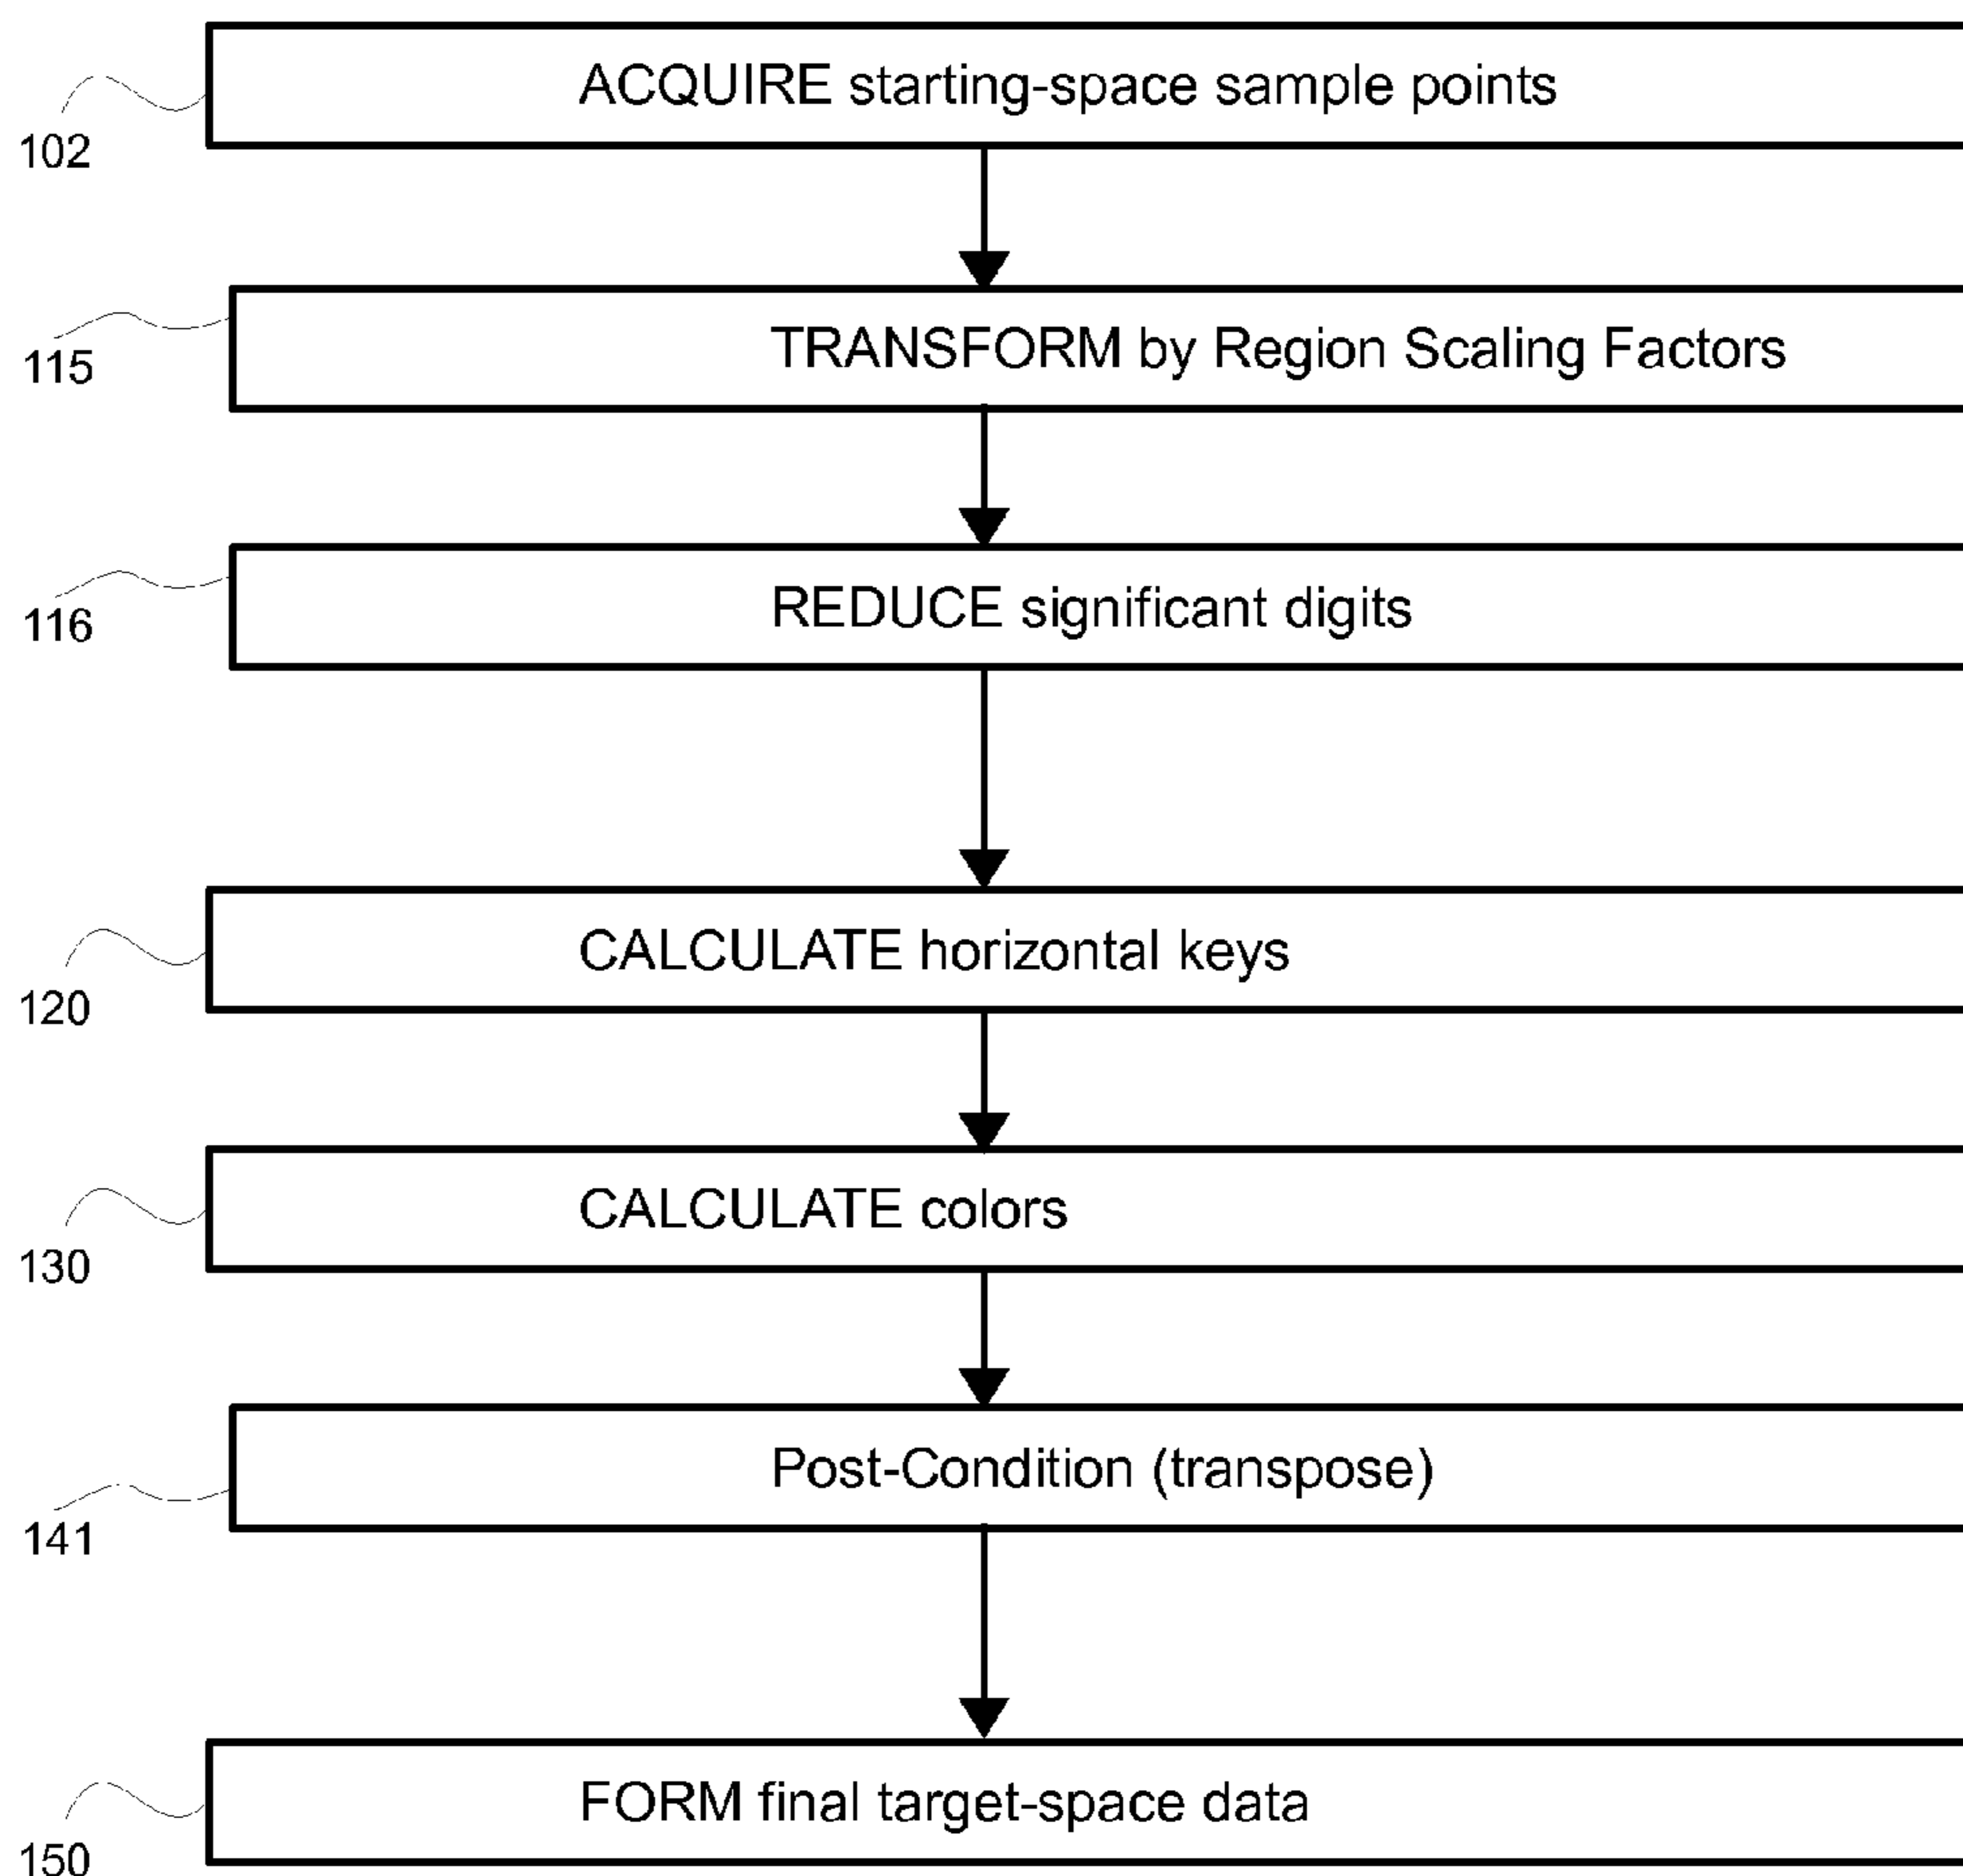 ACQUIRE starting-space sample points
102
TRANSFORM by Region Scaling Factors
115
REDUCE significant digits
116
CALCULATE horizontal keys
120
CALCULATE colors
130
Post-Condition (transpose)
141
FORM final target-space data
150